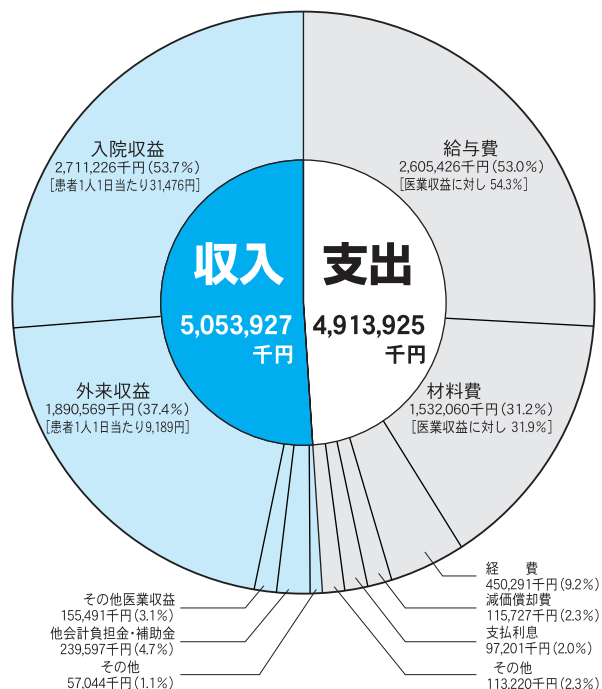 収入
5,053,927
千円
入院収益
2,711,226千円(53.7%)
[患者1人1日当たり31,476円]
外来収益
1,890,569千円(37.4%)
[患者1人1日当たり9,189円]
その他医業収益
155,491千円(3.1%)
他会計負担金・補助金
239,597千円(4.7%)
その他
57,044千円(1.1%)
支出
4,913,925
千円
給与費
2,605,426千円(53.0%)
[医業収益に対し 54.3%]
材料費
1,532,060千円(31.2%)
[医業収益に対し 31.9%]
経　費
450,291千円(9.2%)
減価償却費
115,727千円(2.3%)
支払利息
97,201千円(2.0%)
その他
113,220千円(2.3%)